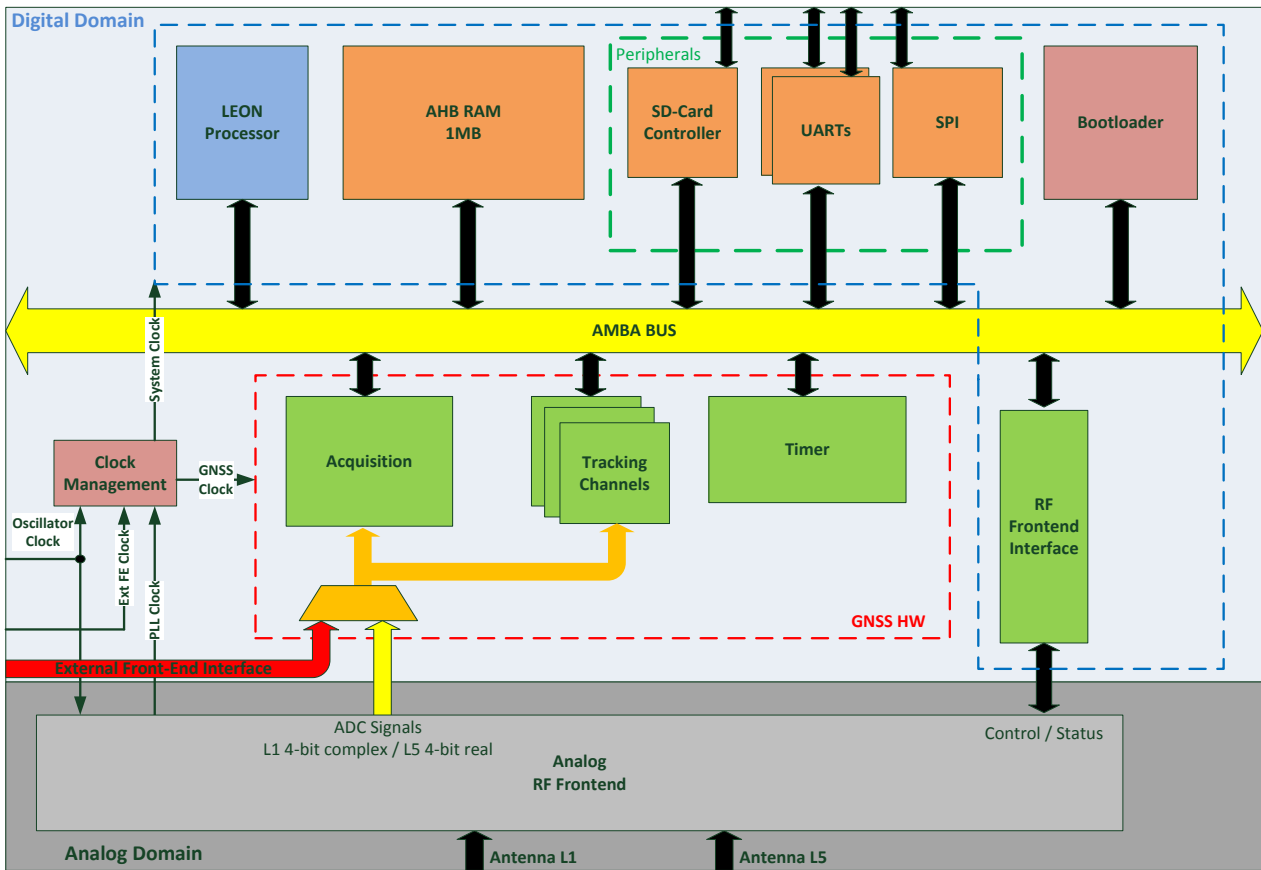 Digital Domain
Peripherals
LEON
Processor
AHB RAM
1MB
SD-Card
Controller
UARTs
SPI
Bootloader
AMBA BUS
System Clock
Clock
Management
GNSS
Clock
Oscillator
Clock
Ext FE Clock
PLL Clock
Acquisition
Tracking
Channels
Timer
RF
Frontend
Interface
GNSS HW
External Front-End Interface
ADC Signals
L1 4-bit complex / L5 4-bit real
Control / Status
Analog
RF Frontend
Analog Domain
Antenna L1
Antenna L5